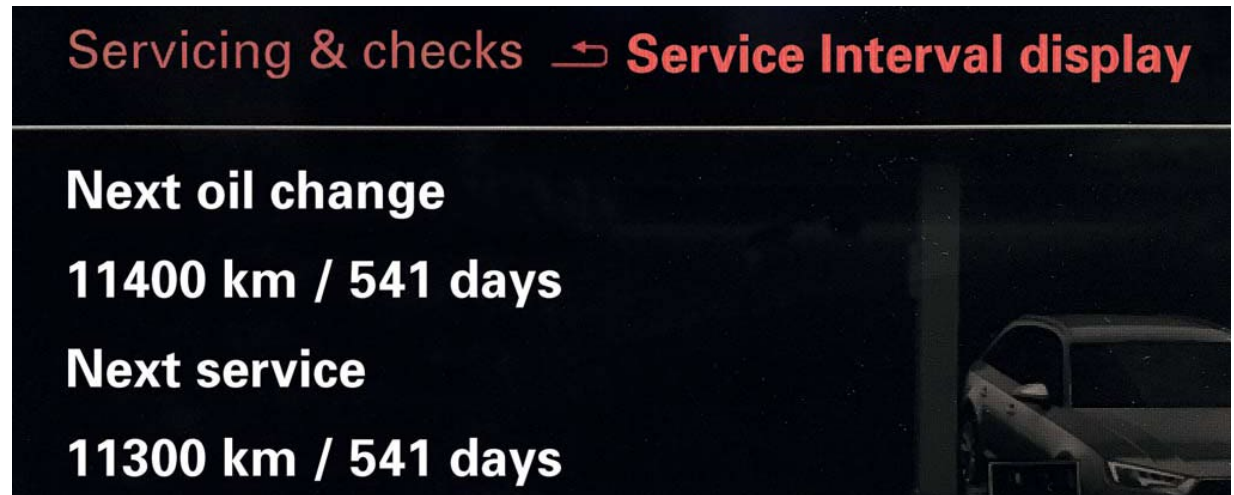 Servicing & checks Service Interval display
Next oil change
11400 km / 541 days
Next service
11300 km / 541 days